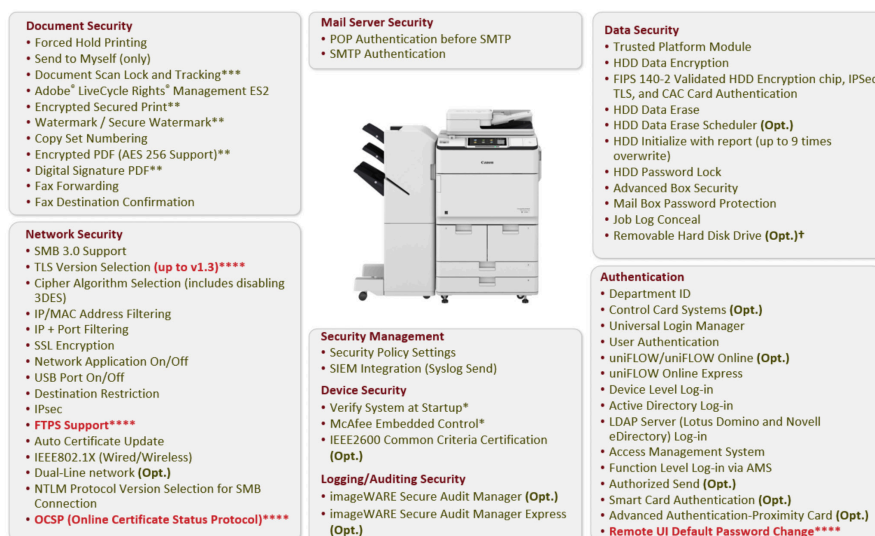 Document Security
• Forced Hold Printing
• Send to Myself (only)
• Document Scan Lock and Tracking***
• Adobe® LiveCycle Rights® Management ES2
• Encrypted Secured Print**
• Watermark / Secure Watermark**
• Copy Set Numbering
• Encrypted PDF (AES 256 Support)**
• Digital Signature PDF**
• Fax Forwarding
• Fax Destination Confirmation
Network Security
• SMB 3.0 Support
• TLS Version Selection (up to v1.3)****
• Cipher Algorithm Selection (includes disabling
3DES)
• IP/MAC Address Filtering
• IP + Port Filtering
• SSL Encryption
• Network Application On/Off
• USB Port On/Off
• Destination Restriction
• IPsec
• FTPS Support****
• Auto Certificate Update
• IEEE802.1X (Wired/Wireless)
• Dual-Line network (Opt.)
• NTLM Protocol Version Selection for SMB
Connection
• OCSP (Online Certificate Status Protocol)****
Mail Server Security
• POP Authentication before SMTP
• SMTP Authentication
Canon
Security Management
• Security Policy Settings
• SIEM Integration (Syslog Send)
Device Security
• Verify System at Startup*
• McAfee Embedded Control*
• IEEE2600 Common Criteria Certification
(Opt.)
Logging/Auditing Security
• imageWARE Secure Audit Manager (Opt.)
• imageWARE Secure Audit Manager Express
(Opt.)
Data Security
• Trusted Platform Module
• HDD Data Encryption
• FIPS 140-2 Validated HDD Encryption chip, IPSec
TLS, and CAC Card Authentication
• HDD Data Erase
• HDD Data Erase Scheduler (Opt.)
• HDD Initialize with report (up to 9 times
overwrite)
• HDD Password Lock
• Advanced Box Security
• Mail Box Password Protection
• Job Log Conceal
• Removable Hard Disk Drive (Opt.)†
Authentication
• Department ID
• Control Card Systems (Opt.)
• Universal Login Manager
• User Authentication
• uniFLOW/uniFLOW Online (Opt.)
• uniFLOW Online Express
• Device Level Log-in
• Active Directory Log-in
• LDAP Server (Lotus Domino and Novell
eDirectory) Log-in
• Access Management System
• Function Level Log-in via AMS
• Authorized Send (Opt.)
• Smart Card Authentication (Opt.)
• Advanced Authentication-Proximity Card (Opt.)
• Remote UI Default Password Change****